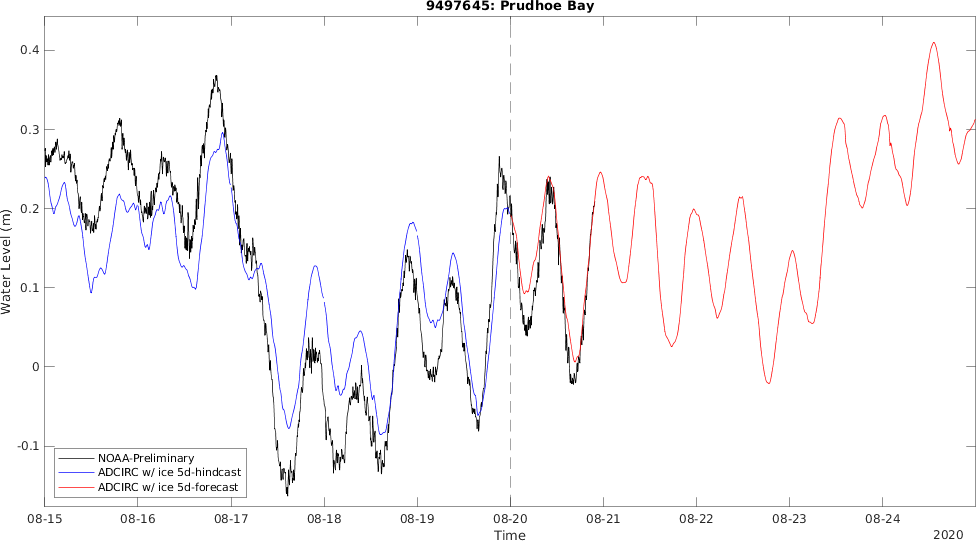 9497645: Prudhoe Bay
0.4
0.3
0.2
0.1
0
-0.1
Water Level (m)
NOAA-Preliminary
ADCIRC w/ ice 5d-hindcast
ADCIRC w/ ice 5d-forecast
08-15 08-16 08-17 08-18 08-19 08-20 08-21 08-22 08-23 08-24
Time
2020